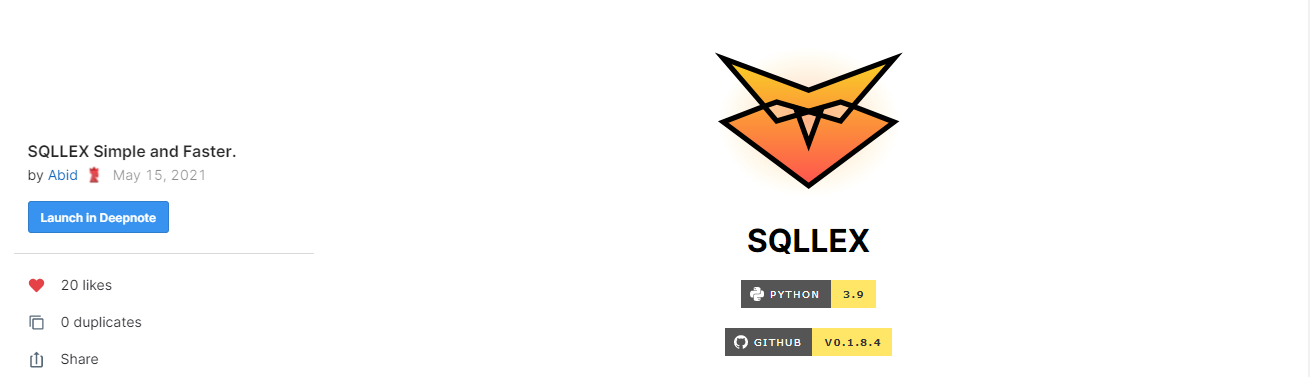 SQLLEX Simple and Faster.
by Abid May 15, 2021
Launch in Deepnote
20 likes
0 duplicates
Share
SQLLEX
PYTHON 3.9
GITHUB V0.1.8.4